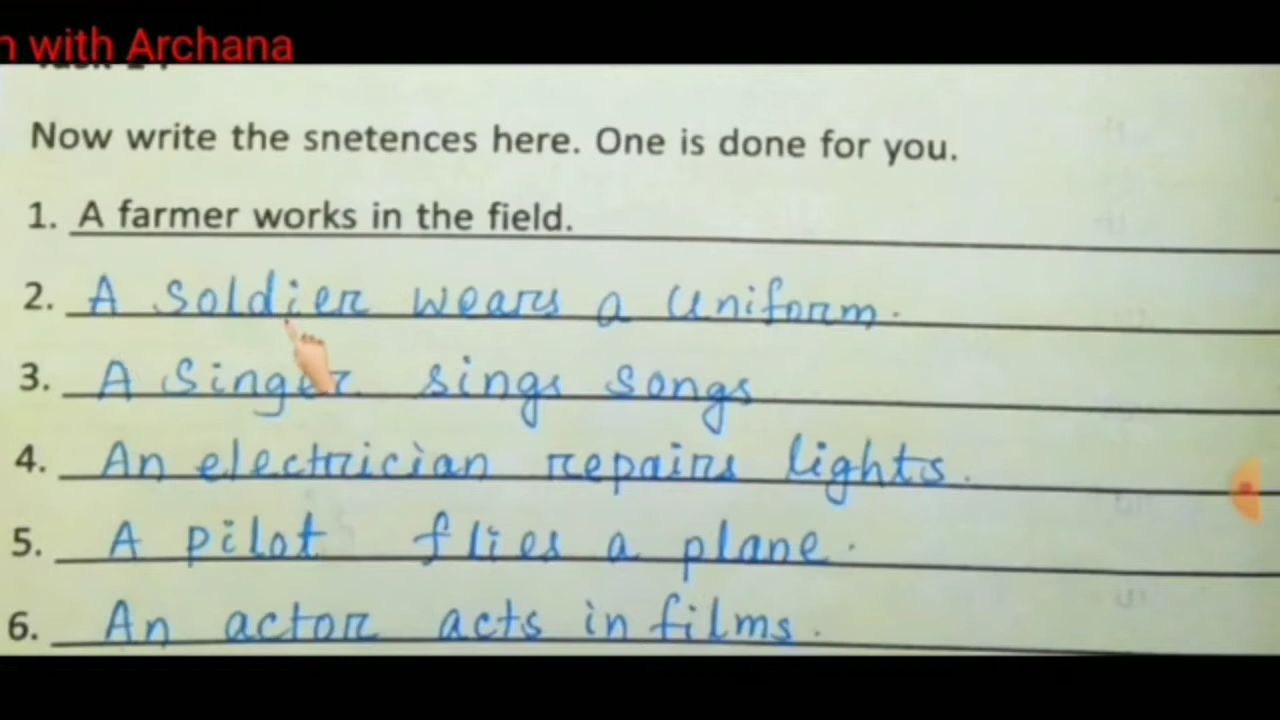 n with Archana
Now write the snetences here. One is done for you.
1. A farmer works in the field.
2. A soldier wears a uniform.
3. A Singer sings songs
4. An electrician repairs lights.
5. A pilot flies a plane.
6. An actor acts in films.